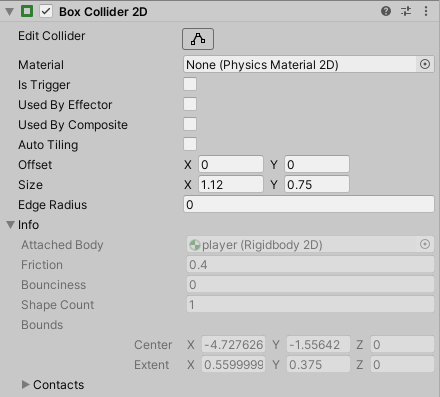 Box Collider 2D
Edit Collider
Material None (Physics Material 2D)
Is Trigger
Used By Effector
Used By Composite
Auto Tiling
Offset X 0 Y 0
Size X 1.12 Y 0.75
Edge Radius 0
Info
Attached Body player (Rigidbody 2D)
Friction 0.4
Bounciness 0
Shape Count 1
Bounds
Center X -4.727626 Y -1.55642 Z 0
Extent X 0.5599999 Y 0.375 Z 0
Contacts